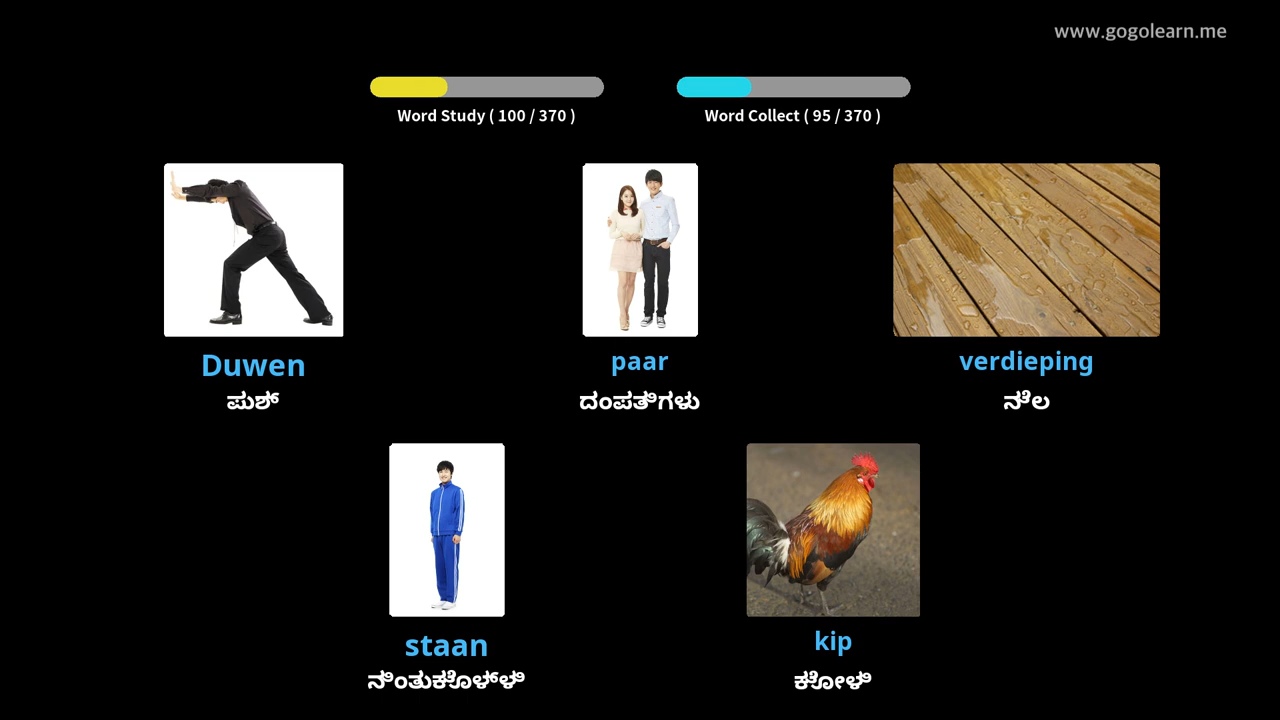 www.gogolearn.me
Word Study ( 100 / 370 )
Word Collect ( 95 / 370 )
Duwen
ಪುಶ್
paar
ದಂಪತಿಗಳು
verdieping
ನೆಲ
staan
ನಿಂತುಕೊಳ್ಳಿ
kip
ಕೋಳಿ